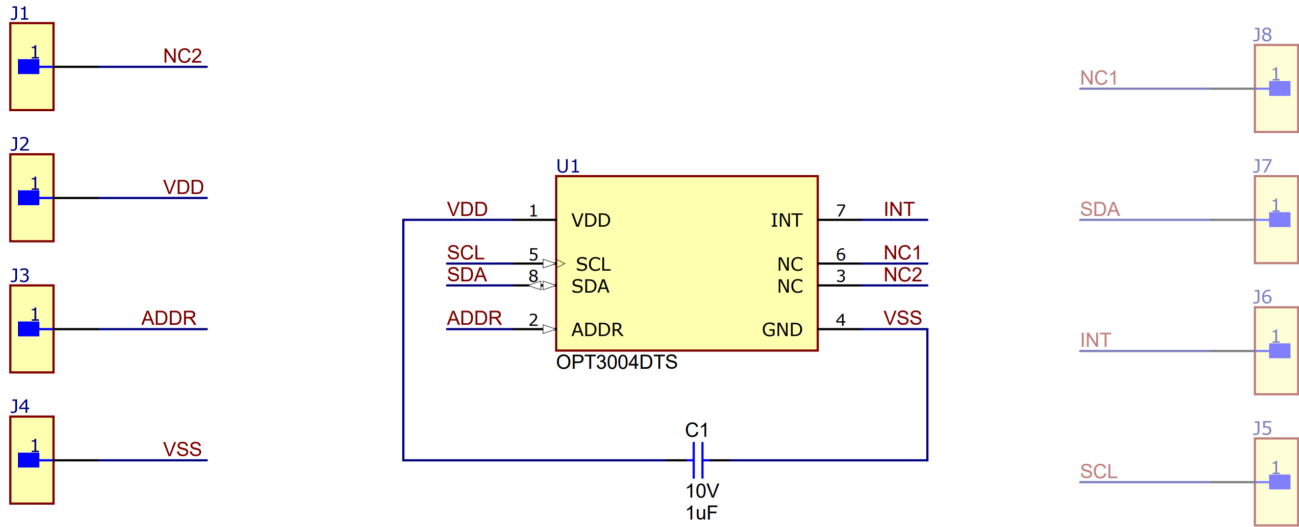 J1
1
NC2
J2
1
VDD
J3
1
ADDR
J4
1
VSS
U1
VDD 1 VDD
SCL 5 SCL
SDA 8 SDA
ADDR 2 ADDR
INT 7 INT
NC 6 NC1
NC 3 NC2
GND 4 VSS
OPT3004DTS
C1
10V
1uF
J8
NC1
1
J7
SDA
1
J6
INT
1
J5
SCL
1